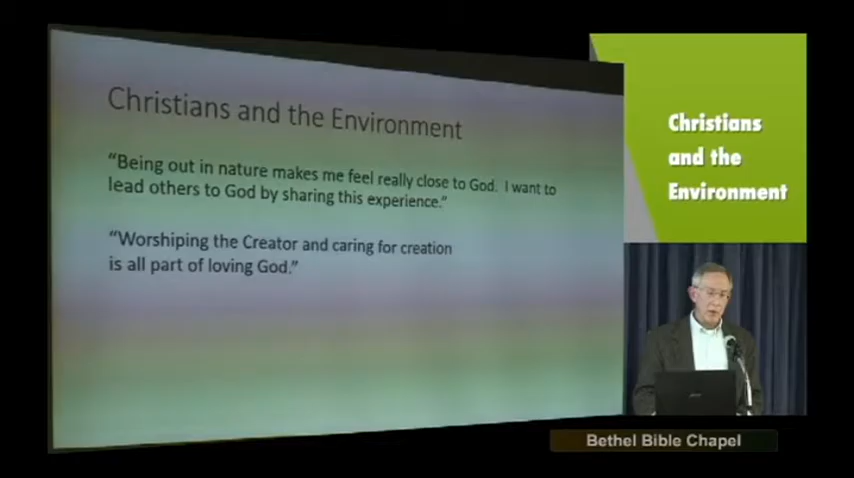 Christians and the Environment
“Being out in nature makes me feel really close to God. I want to
lead others to God by sharing this experience.”
“Worshiping the Creator and caring for creation
is all part of loving God.”
Christians
and the
Environment
Bethel Bible Chapel